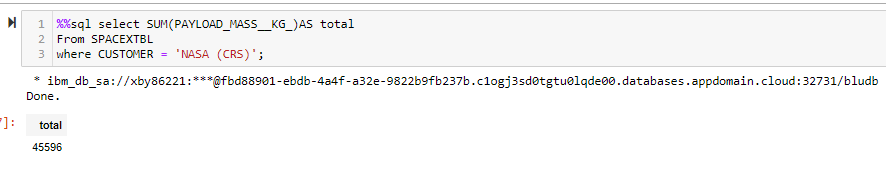 1 %%sql select SUM(PAYLOAD_MASS__KG_)AS total
2 From SPACEXTBL
3 where CUSTOMER = 'NASA (CRS)';
* ibm_db_sa://xby86221:***@fbd88901-ebdb-4a4f-a32e-9822b9fb237b.c1ogj3sd0tgtu0lqde00.databases.appdomain.cloud:32731/bludb
Done.
]:
total
45596